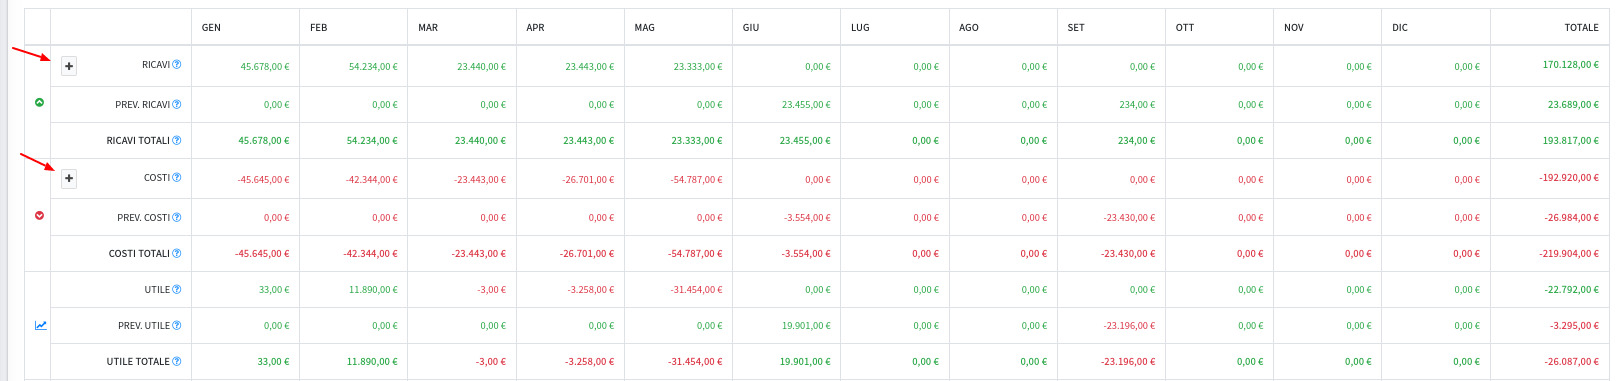 GEN FEB MAR APR MAG GIU LUG AGO SET OTT NOV DIC TOTALE
+ RICAVI ? 45.678,00 € 54.234,00 € 23.440,00 € 23.443,00 € 23.333,00 € 0,00 € 0,00 € 0,00 € 0,00 € 0,00 € 0,00 € 0,00 € 170.128,00 €
PREV. RICAVI ? 0,00 € 0,00 € 0,00 € 0,00 € 0,00 € 23.455,00 € 0,00 € 0,00 € 234,00 € 0,00 € 0,00 € 0,00 € 23.689,00 €
RICAVI TOTALI ? 45.678,00 € 54.234,00 € 23.440,00 € 23.443,00 € 23.333,00 € 23.455,00 € 0,00 € 0,00 € 234,00 € 0,00 € 0,00 € 0,00 € 193.817,00 €
+ COSTI ? -45.645,00 € -42.344,00 € -23.443,00 € -26.701,00 € -54.787,00 € 0,00 € 0,00 € 0,00 € 0,00 € 0,00 € 0,00 € 0,00 € -192.920,00 €
PREV. COSTI ? 0,00 € 0,00 € 0,00 € 0,00 € 0,00 € -3.554,00 € 0,00 € 0,00 € -23.430,00 € 0,00 € 0,00 € 0,00 € -26.984,00 €
COSTI TOTALI ? -45.645,00 € -42.344,00 € -23.443,00 € -26.701,00 € -54.787,00 € -3.554,00 € 0,00 € 0,00 € -23.430,00 € 0,00 € 0,00 € 0,00 € -219.904,00 €
UTILE ? 33,00 € 11.890,00 € -3,00 € -3.258,00 € -31.454,00 € 0,00 € 0,00 € 0,00 € 0,00 € 0,00 € 0,00 € 0,00 € -22.792,00 €
PREV. UTILE ? 0,00 € 0,00 € 0,00 € 0,00 € 0,00 € 19.901,00 € 0,00 € 0,00 € -23.196,00 € 0,00 € 0,00 € 0,00 € -3.295,00 €
UTILE TOTALE ? 33,00 € 11.890,00 € -3,00 € -3.258,00 € -31.454,00 € 19.901,00 € 0,00 € 0,00 € -23.196,00 € 0,00 € 0,00 € 0,00 € -26.087,00 €